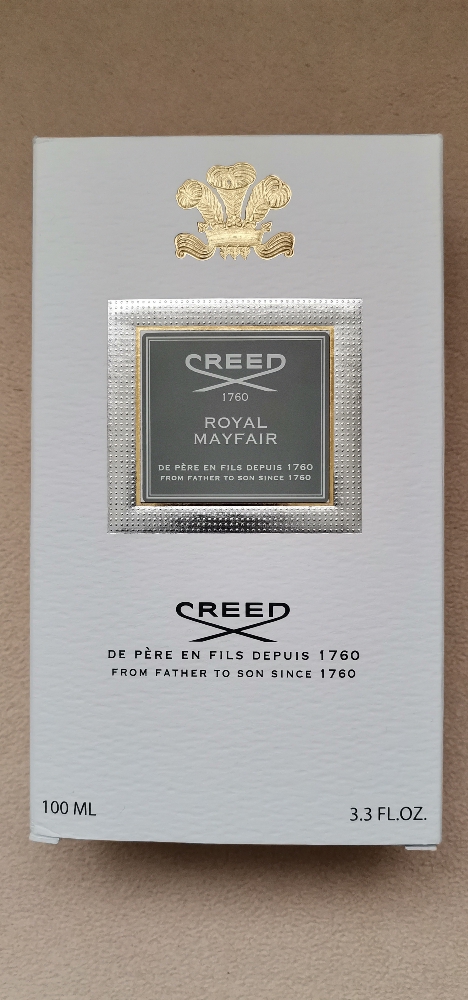 CREED
1760
ROYAL
MAYFAIR
DE PÈRE EN FILS DEPUIS 1760
FROM FATHER TO SON SINCE 1760
CREED
DE PÈRE EN FILS DEPUIS 1760
FROM FATHER TO SON SINCE 1760
100 ML
3.3 FL.OZ.